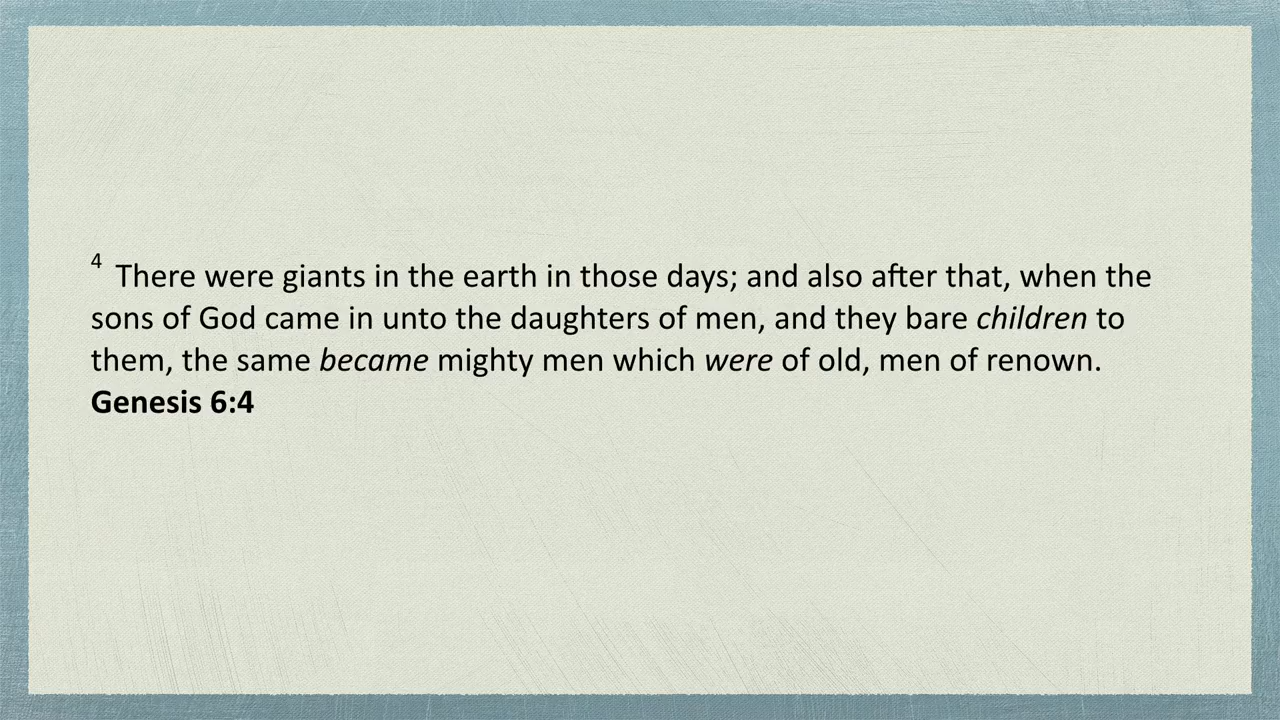 4 There were giants in the earth in those days; and also after that, when the
sons of God came in unto the daughters of men, and they bare children to
them, the same became mighty men which were of old, men of renown.
Genesis 6:4